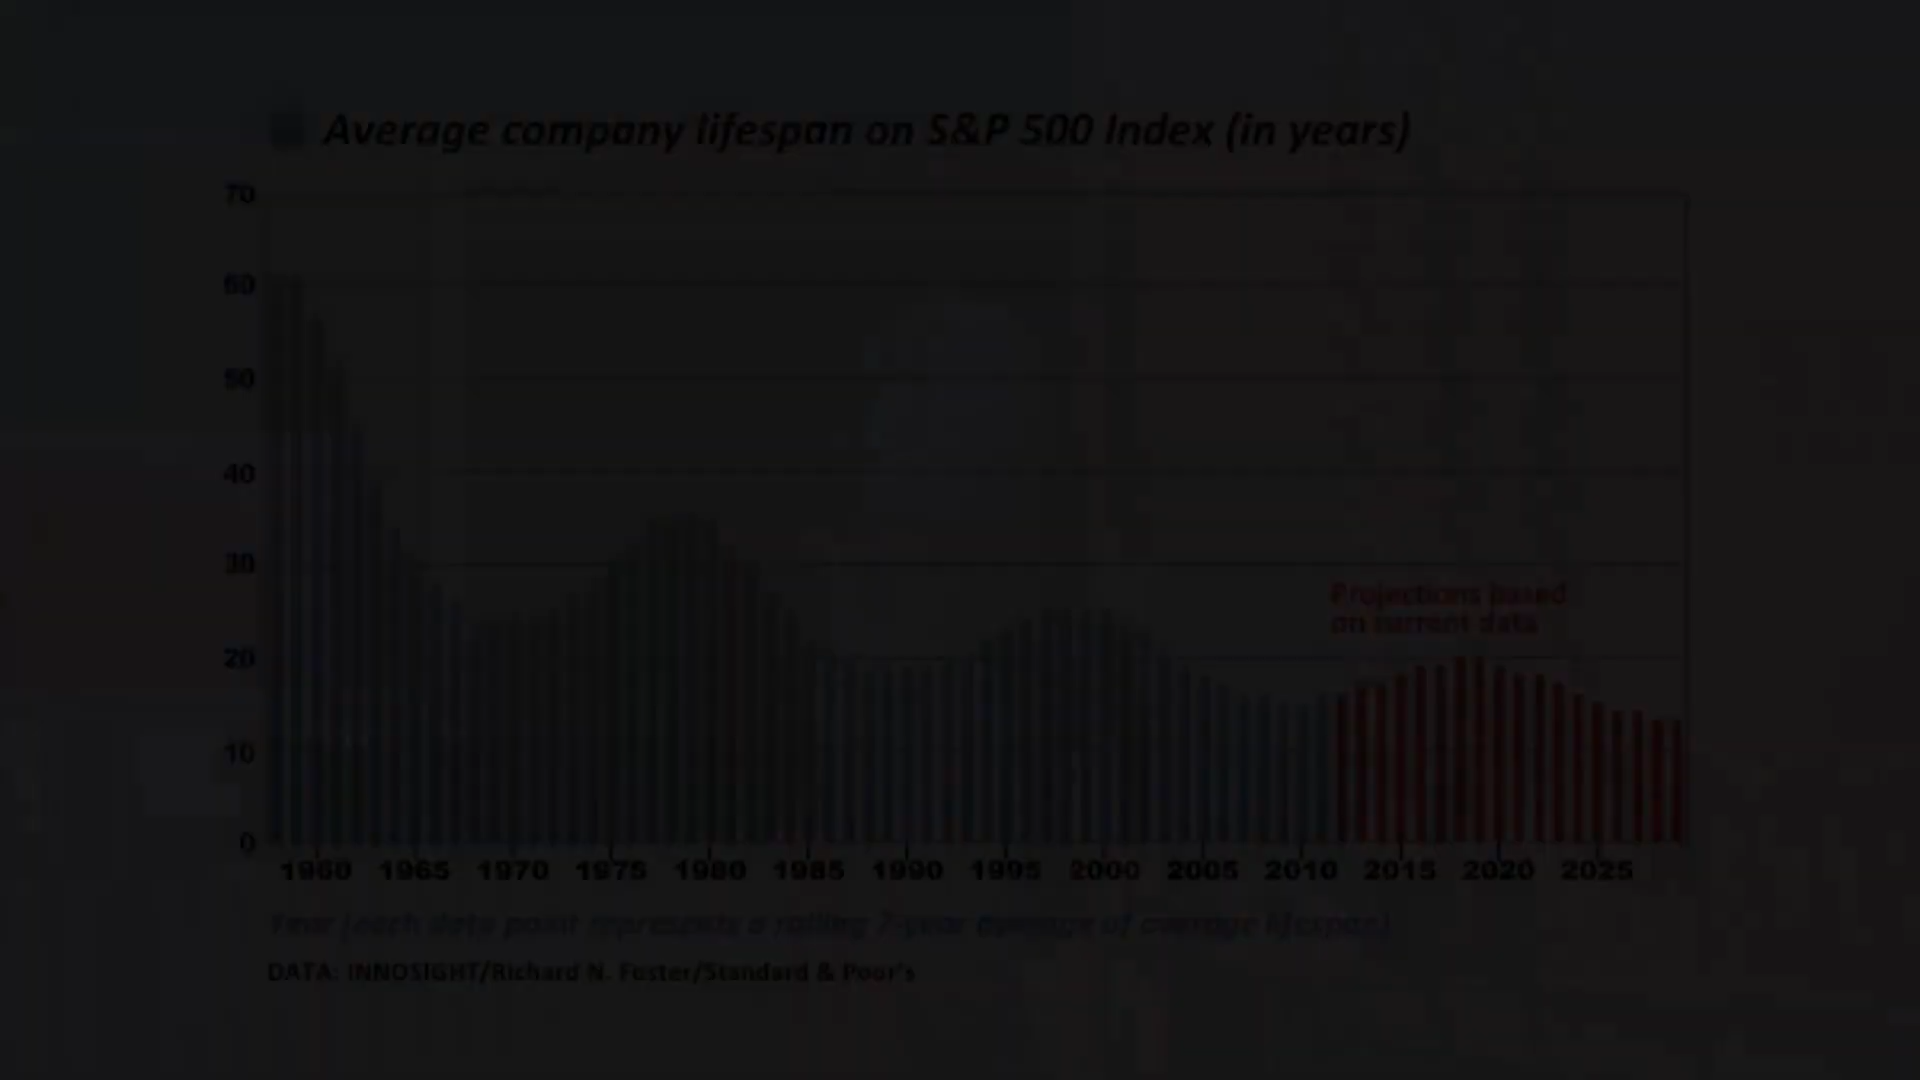 Average company lifespan on S&P 500 Index (in years)
70
60
50
40
30
20
10
0
Projections based
on current data
1960 1965 1970 1975 1980 1985 1990 1995 2000 2005 2010 2015 2020 2025
Year (each data point represents a rolling 7-year average of average lifespan)
DATA: INNOSIGHT/Richard N. Foster/Standard & Poor's